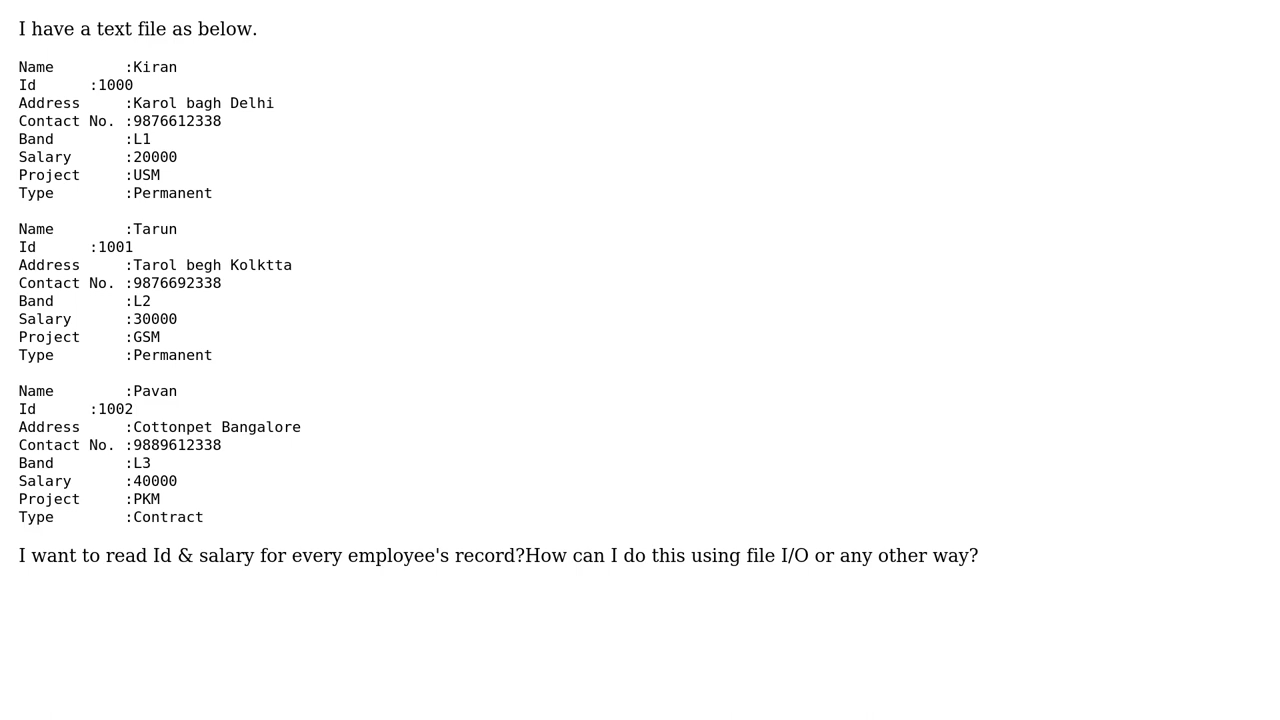 I have a text file as below.
Name        :Kiran
Id      :1000
Address     :Karol bagh Delhi
Contact No. :9876612338
Band        :L1
Salary      :20000
Project     :USM
Type        :Permanent

Name        :Tarun
Id      :1001
Address     :Tarol begh Kolktta
Contact No. :9876692338
Band        :L2
Salary      :30000
Project     :GSM
Type        :Permanent

Name        :Pavan
Id      :1002
Address     :Cottonpet Bangalore
Contact No. :9889612338
Band        :L3
Salary      :40000
Project     :PKM
Type        :Contract

I want to read Id & salary for every employee's record?How can I do this using file I/O or any other way?